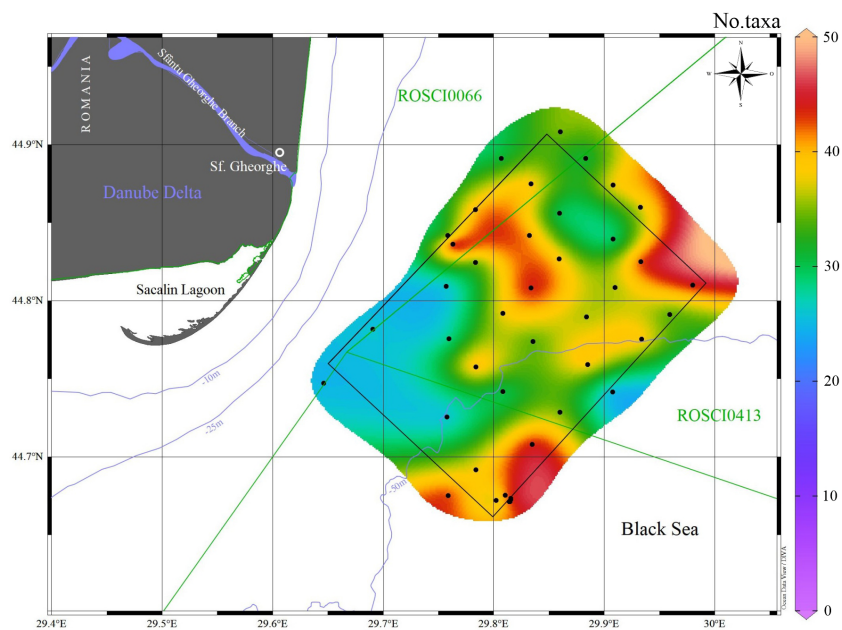 No.taxa
50
40
30
20
10
0
N
W
O
S
ROMANIA
Sfântu Gheorghe Branch
Sf. Gheorghe
Danube Delta
Sacalin Lagoon
ROSCI0066
ROSCI0413
Black Sea
-10m
-25m
-50m
44.9°N
44.8°N
44.7°N
29.4°E
29.5°E
29.6°E
29.7°E
29.8°E
29.9°E
30°E
Ocean Data View / DIVA